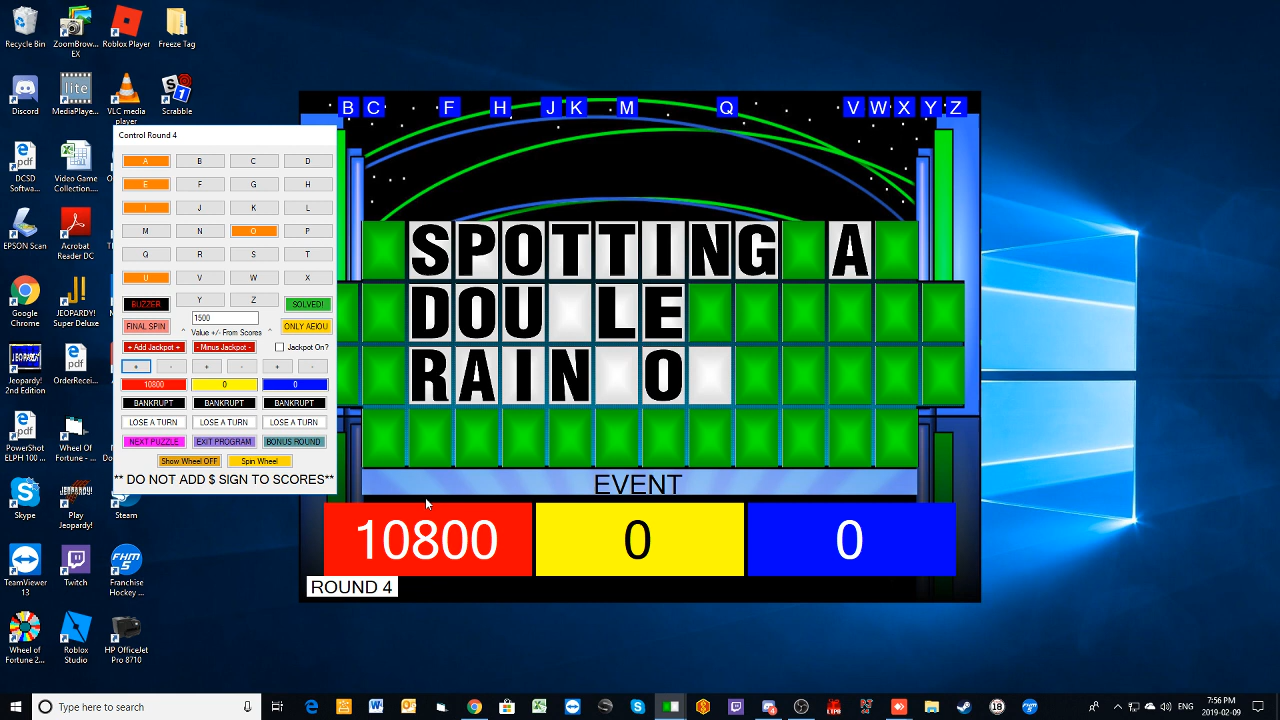 Recycle Bin
ZoomBrow... EX
Roblox Player
Freeze Tag
Discord
MediaPlaye...
VLC media player
Scrabble
DCSD Softwa...
Video Game Collection....
EPSON Scan
Acrobat Reader DC
Google Chrome
JEOPARDY! Super Deluxe
Jeopardy! 2nd Edition
OrderRecei...
PowerShot ELPH 100 ...
Wheel Of Fortune - ...
Skype
Play Jeopardy!
Steam
TeamViewer 13
Twitch
Franchise Hockey ...
Wheel of Fortune 2...
Roblox Studio
HP OfficeJet Pro 8710
Control Round 4
A B C D
E F G H
I J K L
M N O P
Q R S T
U V W X
BUZZER Y Z SOLVED!
1500
FINAL SPIN ^ Value +/- From Scores ^ ONLY AEIOU
+ Add Jackpot + - Minus Jackpot - Jackpot On?
+ - + - + -
10800 0 0
BANKRUPT BANKRUPT BANKRUPT
LOSE A TURN LOSE A TURN LOSE A TURN
NEXT PUZZLE EXIT PROGRAM BONUS ROUND
Show Wheel OFF Spin Wheel
** DO NOT ADD $ SIGN TO SCORES**
B C F H J K M Q V W X Y Z
SPOTTING A
DOU LE
RAIN O
EVENT
10800 0 0
ROUND 4
Type here to search
ENG
7:56 PM
2019-02-09